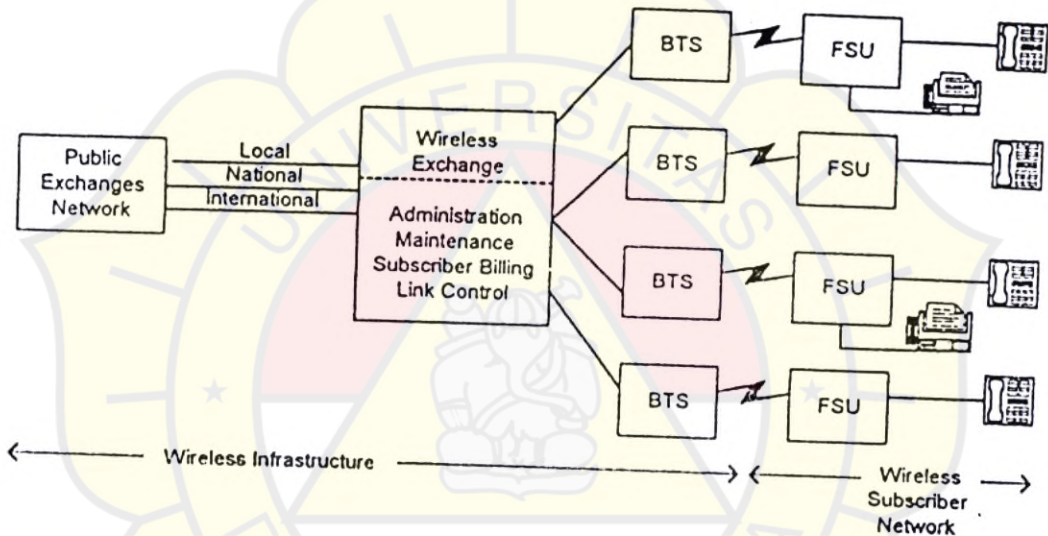 BTS
FSU
Public
Exchanges
Network
Local
National
International
Wireless
Exchange
Administration
Maintenance
Subscriber Billing
Link Control
BTS
FSU
BTS
FSU
BTS
FSU
Wireless Infrastructure
Wireless
Subscriber
Network
UNIVERSITAS